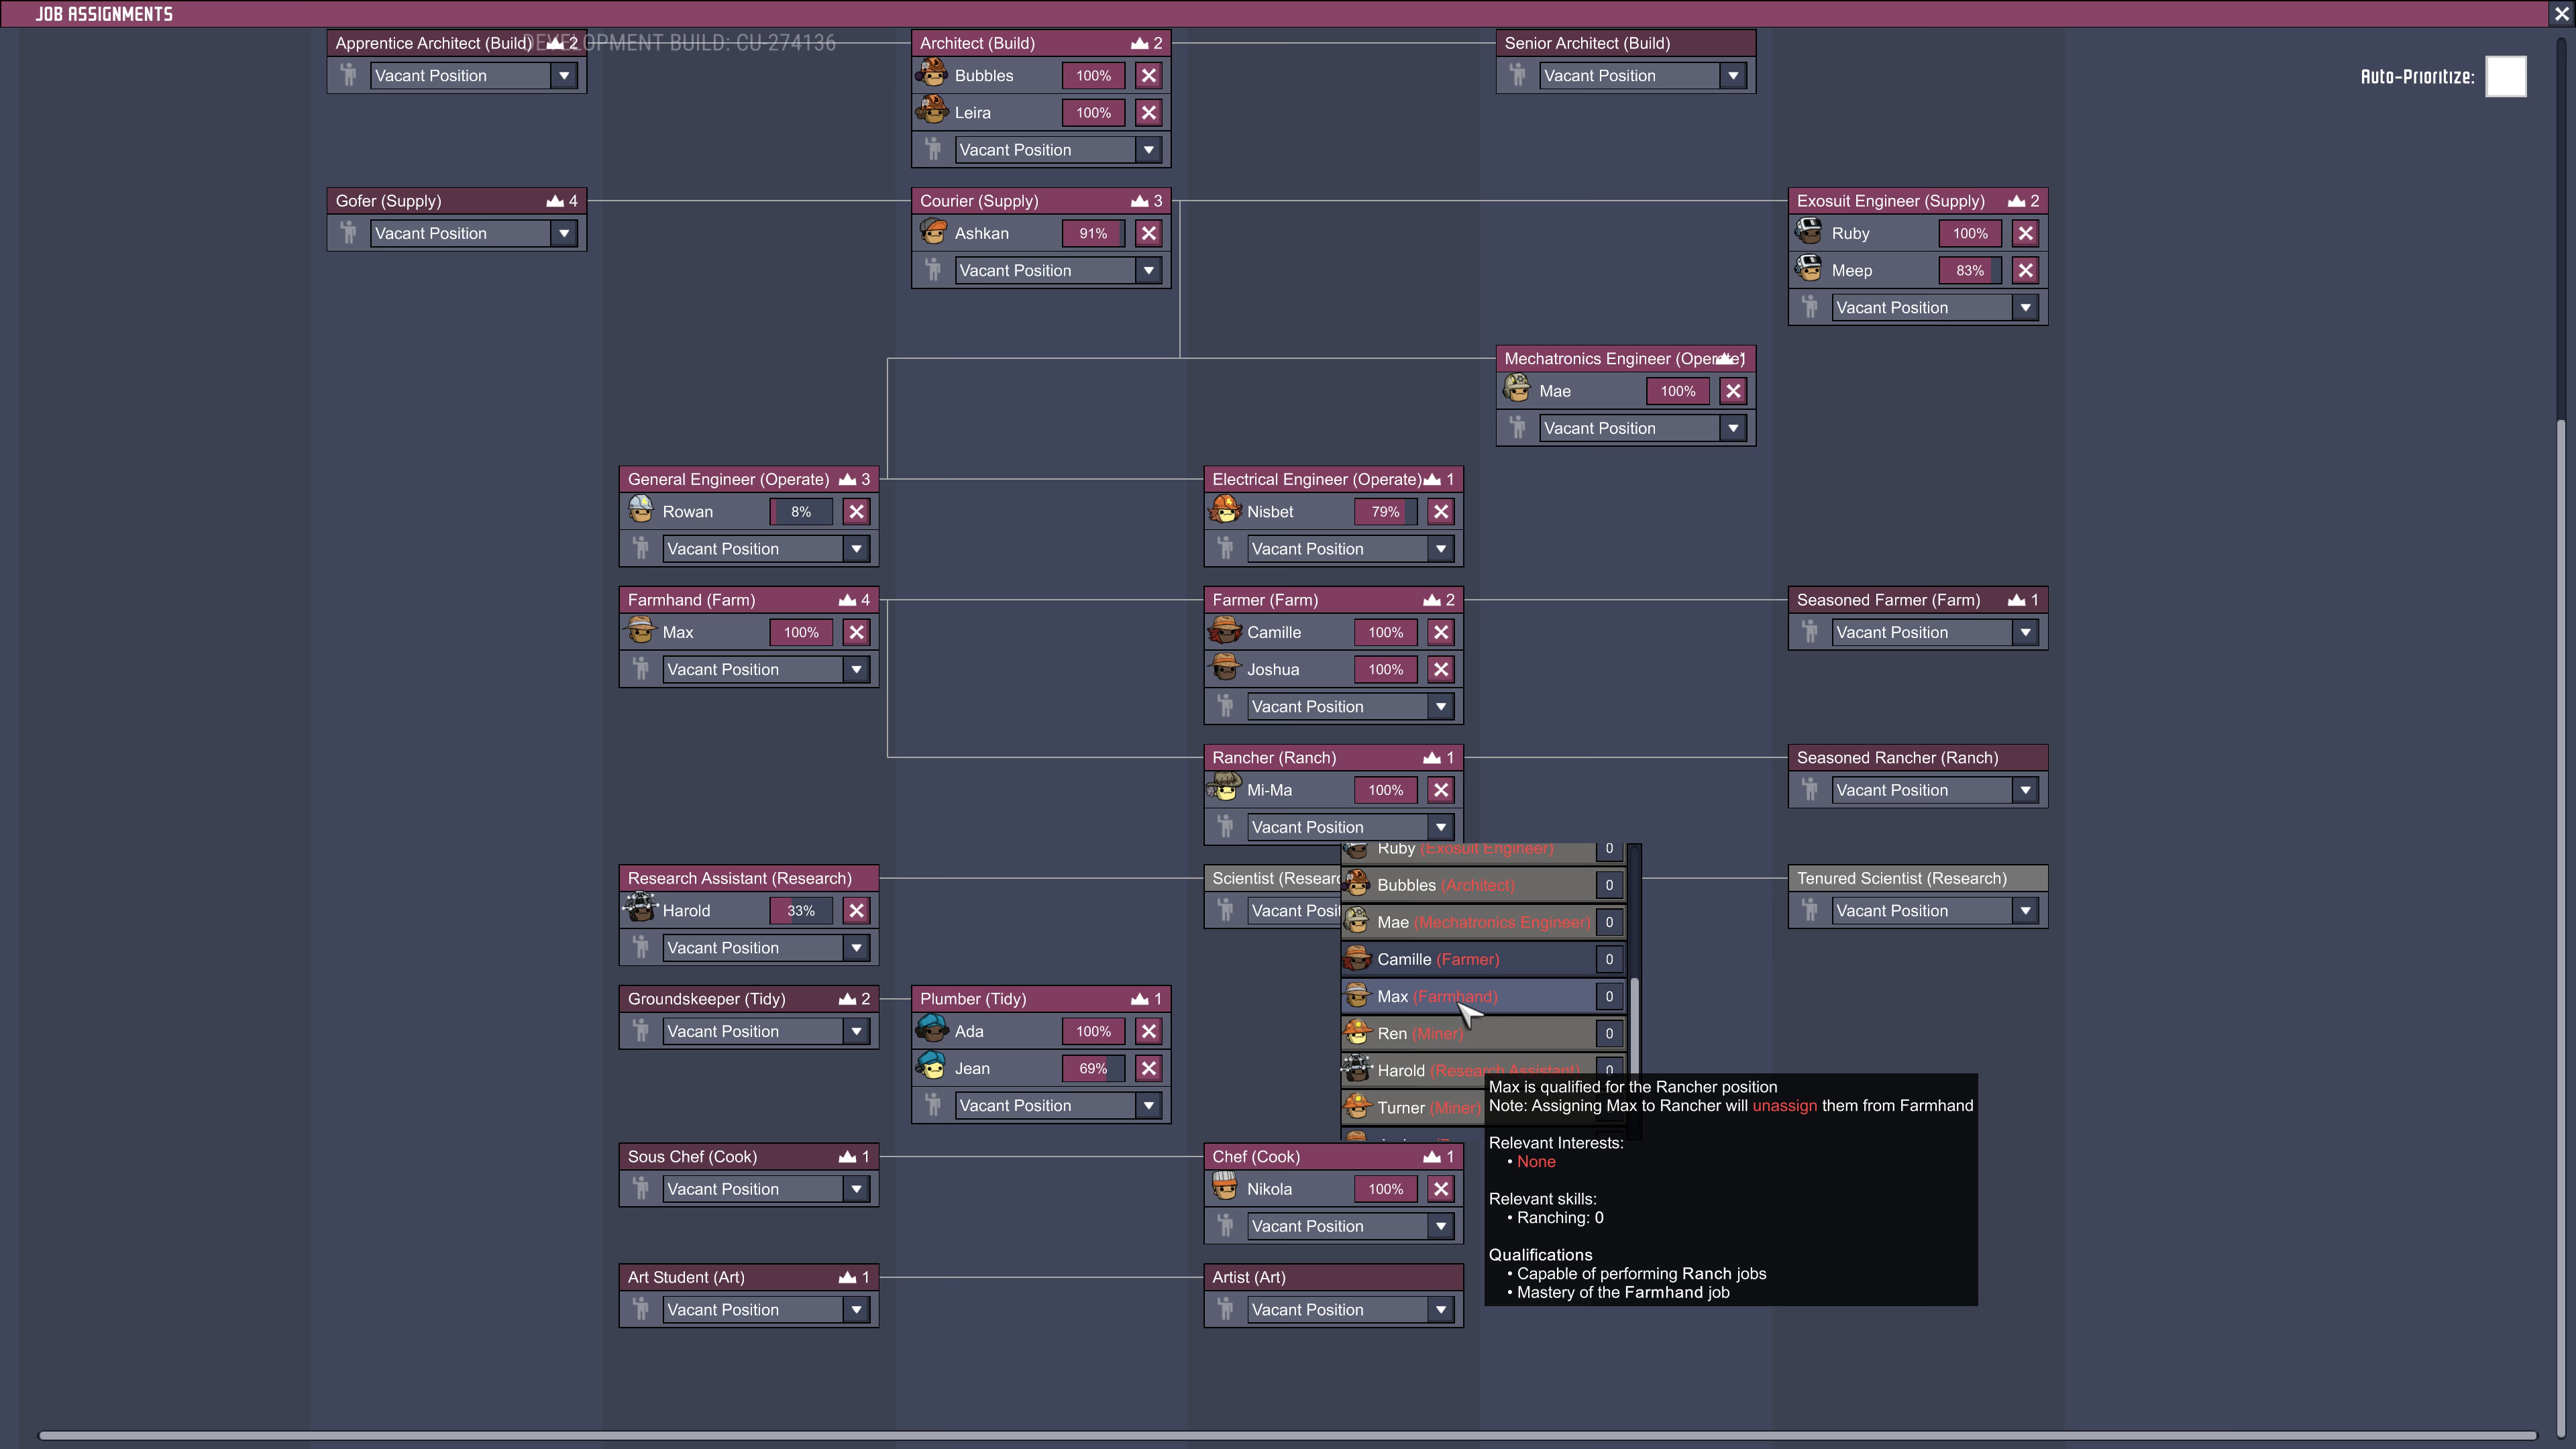 JOB ASSIGNMENTS
DEVELOPMENT BUILD: CU-274136
Auto-Prioritize:
Apprentice Architect (Build) 2
Vacant Position
Architect (Build) 2
Bubbles 100%
Leira 100%
Vacant Position
Senior Architect (Build)
Vacant Position
Gofer (Supply) 4
Vacant Position
Courier (Supply) 3
Ashkan 91%
Vacant Position
Exosuit Engineer (Supply) 2
Ruby 100%
Meep 83%
Vacant Position
Mechatronics Engineer (Operate)
Mae 100%
Vacant Position
General Engineer (Operate) 3
Rowan 8%
Vacant Position
Electrical Engineer (Operate) 1
Nisbet 79%
Vacant Position
Farmhand (Farm) 4
Max 100%
Vacant Position
Farmer (Farm) 2
Camille 100%
Joshua 100%
Vacant Position
Seasoned Farmer (Farm) 1
Vacant Position
Rancher (Ranch) 1
Mi-Ma 100%
Vacant Position
Seasoned Rancher (Ranch)
Vacant Position
Ruby (Exosuit Engineer) 0
Bubbles (Architect) 0
Mae (Mechatronics Engineer) 0
Camille (Farmer) 0
Max (Farmhand) 0
Ren (Miner) 0
Harold (Research Assistant) 0
Turner (Miner)
Research Assistant (Research)
Harold 33%
Vacant Position
Scientist (Researc
Vacant Posit
Tenured Scientist (Research)
Vacant Position
Groundskeeper (Tidy) 2
Vacant Position
Plumber (Tidy) 1
Ada 100%
Jean 69%
Vacant Position
Max is qualified for the Rancher position
Note: Assigning Max to Rancher will unassign them from Farmhand
Relevant Interests:
• None
Relevant skills:
• Ranching: 0
Qualifications
• Capable of performing Ranch jobs
• Mastery of the Farmhand job
Sous Chef (Cook) 1
Vacant Position
Chef (Cook) 1
Nikola 100%
Vacant Position
Art Student (Art) 1
Vacant Position
Artist (Art)
Vacant Position